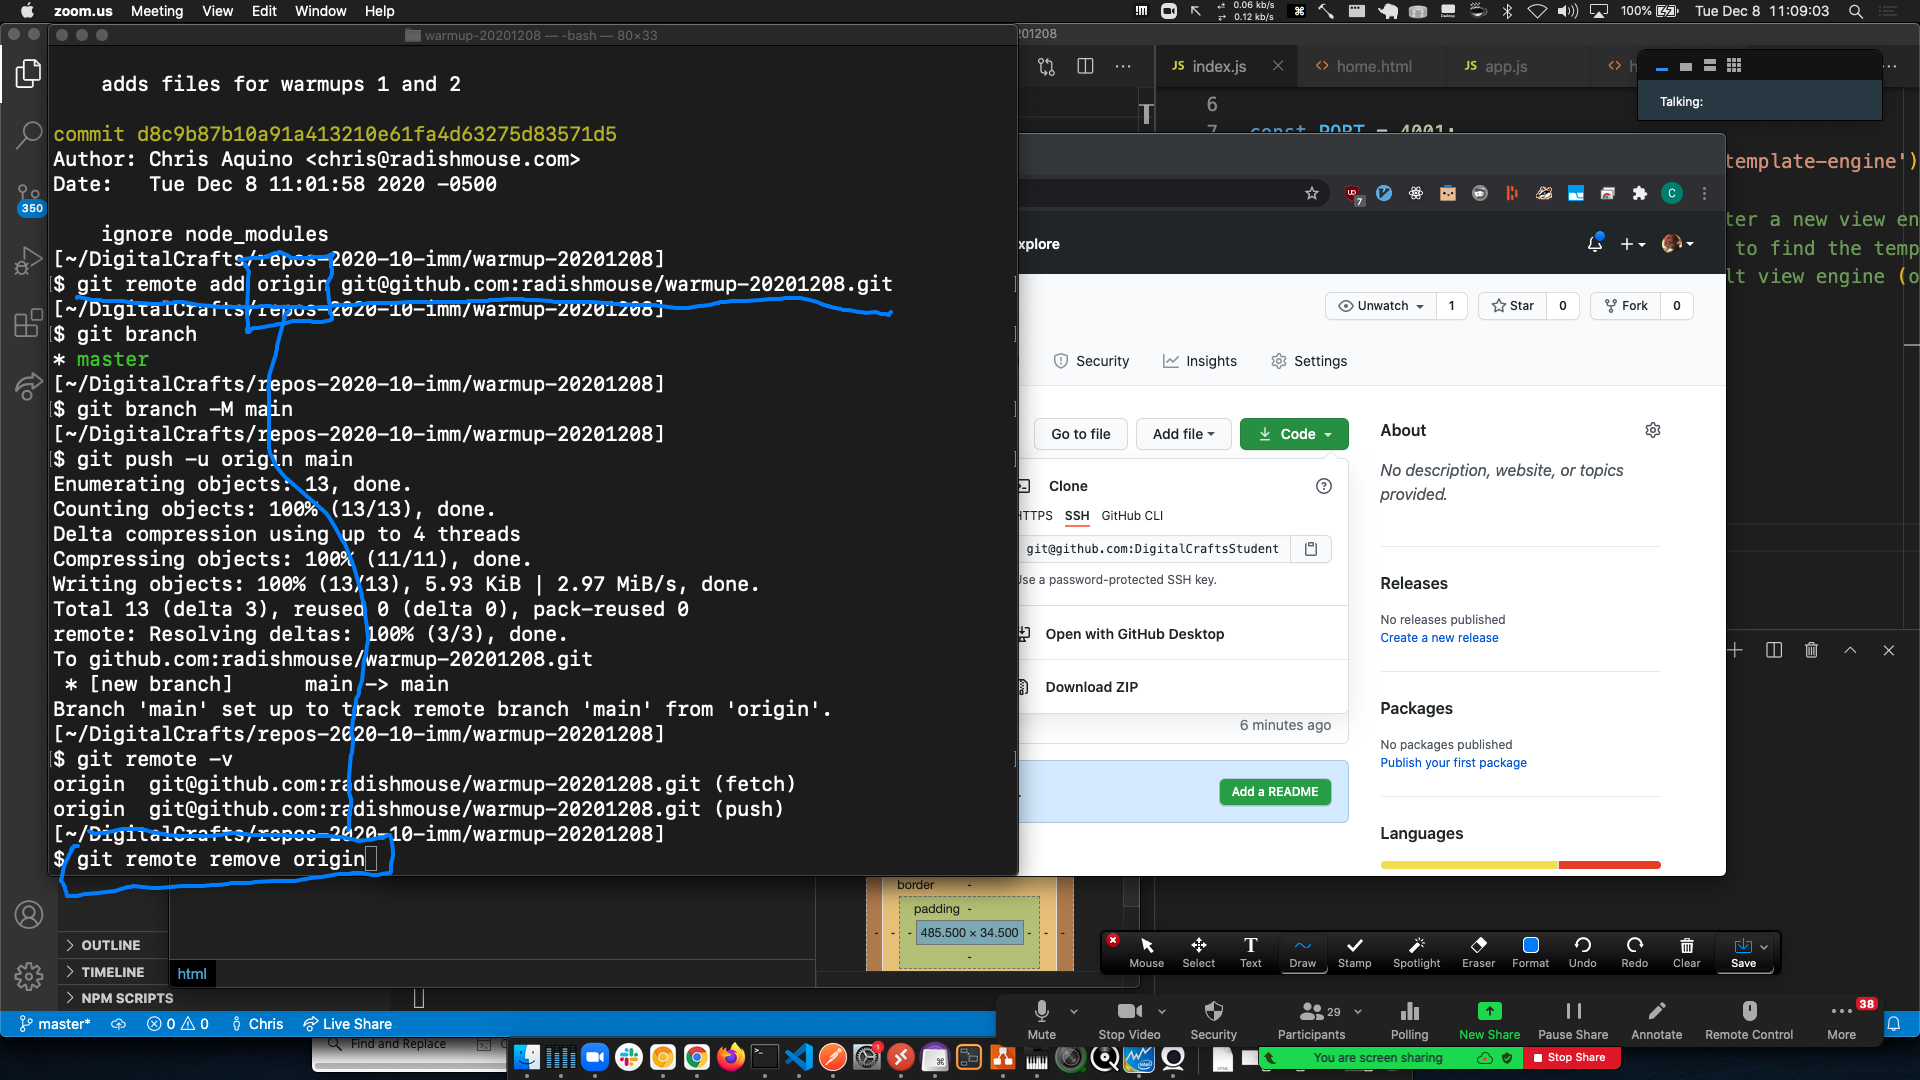 zoom.us Meeting View Edit Window Help
0.06 kb/s
0.12 kb/s
100% Tue Dec 8 11:09:03
warmup-20201208 — -bash — 80×33
adds files for warmups 1 and 2
commit d8c9b87b10a91a413210e61fa4d63275d83571d5
Author: Chris Aquino <chris@radishmouse.com>
Date: Tue Dec 8 11:01:58 2020 -0500
ignore node_modules
[~/DigitalCrafts/repos-2020-10-imm/warmup-20201208]
$ git remote add origin git@github.com:radishmouse/warmup-20201208.git
[~/DigitalCrafts/repos-2020-10-imm/warmup-20201208]
$ git branch
* master
[~/DigitalCrafts/repos-2020-10-imm/warmup-20201208]
$ git branch -M main
[~/DigitalCrafts/repos-2020-10-imm/warmup-20201208]
$ git push -u origin main
Enumerating objects: 13, done.
Counting objects: 100% (13/13), done.
Delta compression using up to 4 threads
Compressing objects: 100% (11/11), done.
Writing objects: 100% (13/13), 5.93 KiB | 2.97 MiB/s, done.
Total 13 (delta 3), reused 0 (delta 0), pack-reused 0
remote: Resolving deltas: 100% (3/3), done.
To github.com:radishmouse/warmup-20201208.git
* [new branch] main -> main
Branch 'main' set up to track remote branch 'main' from 'origin'.
[~/DigitalCrafts/repos-2020-10-imm/warmup-20201208]
$ git remote -v
origin git@github.com:radishmouse/warmup-20201208.git (fetch)
origin git@github.com:radishmouse/warmup-20201208.git (push)
[~/DigitalCrafts/repos-2020-10-imm/warmup-20201208]
$ git remote remove origin
350
01208
JS index.js
home.html
JS app.js
6
7 const PORT = 4001;
template-engine')
ter a new view en
to find the temp
lt view engine (o
Talking:
7
C
xplore
Unwatch 1
Star 0
Fork 0
Security
Insights
Settings
Go to file
Add file
Code
Clone
HTTPS SSH GitHub CLI
git@github.com:DigitalCraftsStudent
Use a password-protected SSH key.
Open with GitHub Desktop
Download ZIP
6 minutes ago
Add a README
About
No description, website, or topics
provided.
Releases
No releases published
Create a new release
Packages
No packages published
Publish your first package
Languages
border -
padding -
- - - 485.500 × 34.500 - - -
-
OUTLINE
TIMELINE
NPM SCRIPTS
html
Mouse Select Text Draw Stamp Spotlight Eraser Format Undo Redo Clear Save
master* 0 0 Chris Live Share
Find and Replace
Mute Stop Video Security Participants 29 Polling New Share Pause Share Annotate Remote Control More 38
1
You are screen sharing Stop Share